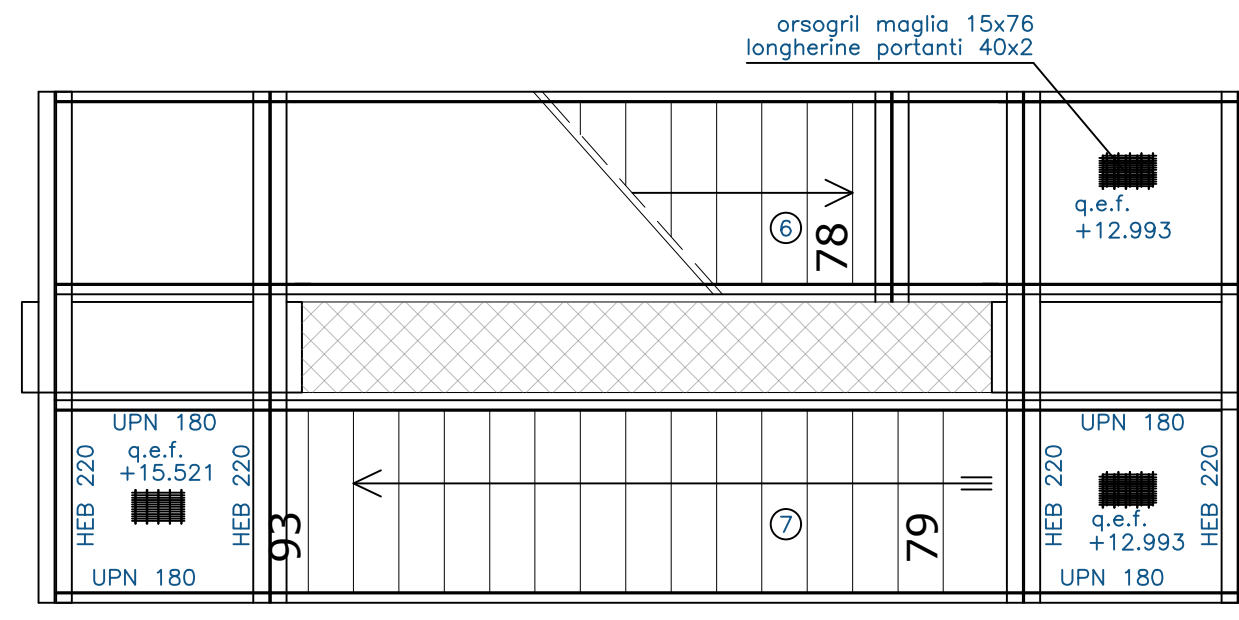 orsogril maglia 15x76
longherine portanti 40x2
q.e.f.
+12.993
6
78
UPN 180
q.e.f.
+15.521
HEB 220
HEB 220
UPN 180
93
7
79
UPN 180
HEB 220
HEB 220
q.e.f.
+12.993
UPN 180